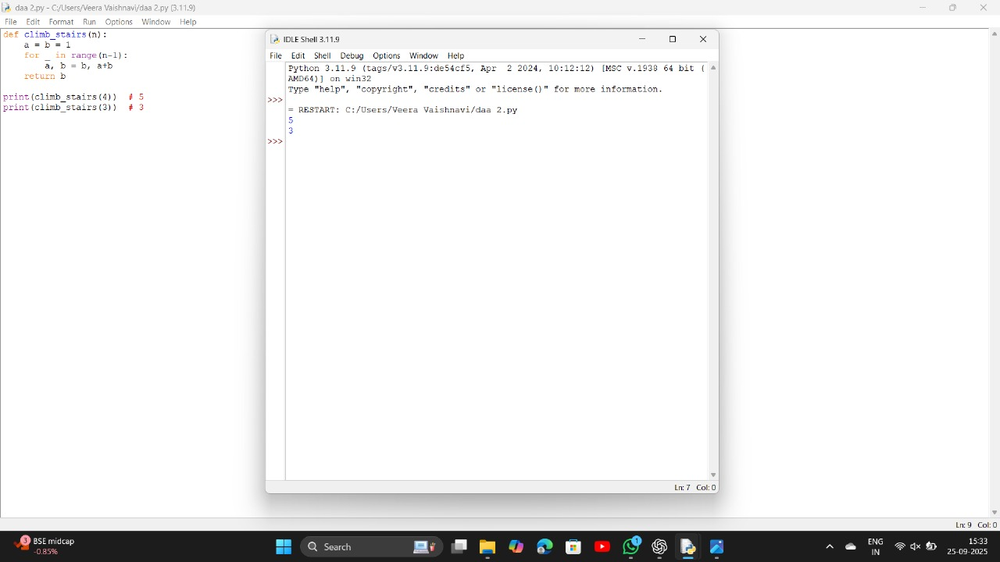 daa 2.py - C:/Users/Veera Vaishnavi/daa 2.py (3.11.9)
File Edit Format Run Options Window Help
def climb_stairs(n):
    a = b = 1
    for _ in range(n-1):
        a, b = b, a+b
    return b
print(climb_stairs(4))  # 5
print(climb_stairs(3))  # 3
IDLE Shell 3.11.9
File Edit Shell Debug Options Window Help
Python 3.11.9 (tags/v3.11.9:de54cf5, Apr  2 2024, 10:12:12) [MSC v.1938 64 bit (
AMD64)] on win32
Type "help", "copyright", "credits" or "license()" for more information.
>>>
= RESTART: C:/Users/Veera Vaishnavi/daa 2.py
5
3
>>>
Ln: 7 Col: 0
Ln: 9 Col: 0
3 BSE midcap
-0.85%
Search
1
ENG
IN
15:33
25-09-2025